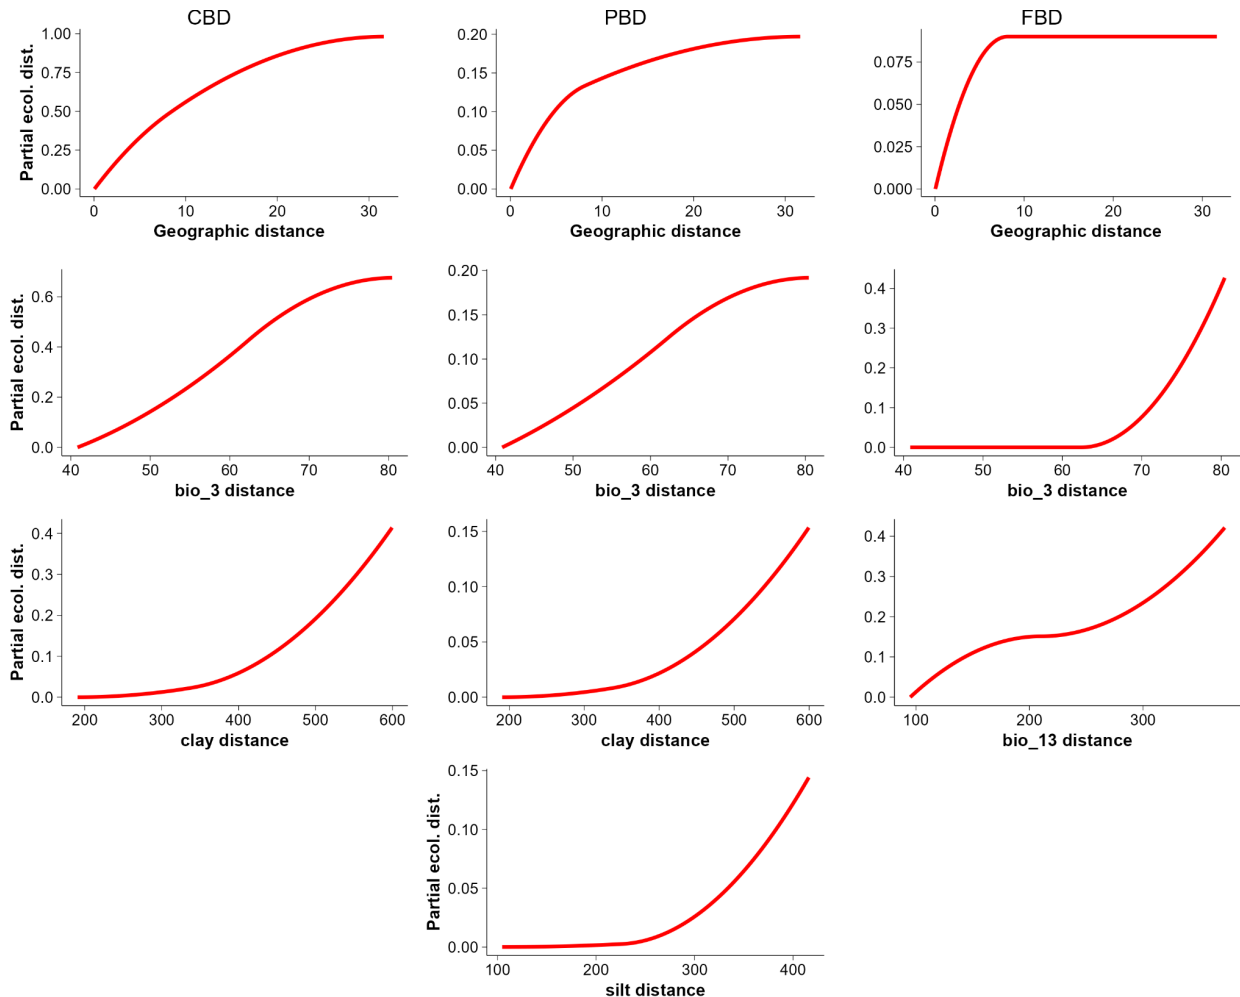 CBD PBD FBD
Partial ecol. dist.
1.00
0.75
0.50
0.25
0.00
0 10 20 30
Geographic distance
0.20
0.15
0.10
0.05
0.00
0 10 20 30
Geographic distance
0.075
0.050
0.025
0.000
0 10 20 30
Geographic distance
Partial ecol. dist.
0.6
0.4
0.2
0.0
40 50 60 70 80
bio_3 distance
0.20
0.15
0.10
0.05
0.00
40 50 60 70 80
bio_3 distance
0.4
0.3
0.2
0.1
0.0
40 50 60 70 80
bio_3 distance
Partial ecol. dist.
0.4
0.3
0.2
0.1
0.0
200 300 400 500 600
clay distance
0.15
0.10
0.05
0.00
200 300 400 500 600
clay distance
0.4
0.3
0.2
0.1
0.0
100 200 300
bio_13 distance
Partial ecol. dist.
0.15
0.10
0.05
0.00
100 200 300 400
silt distance